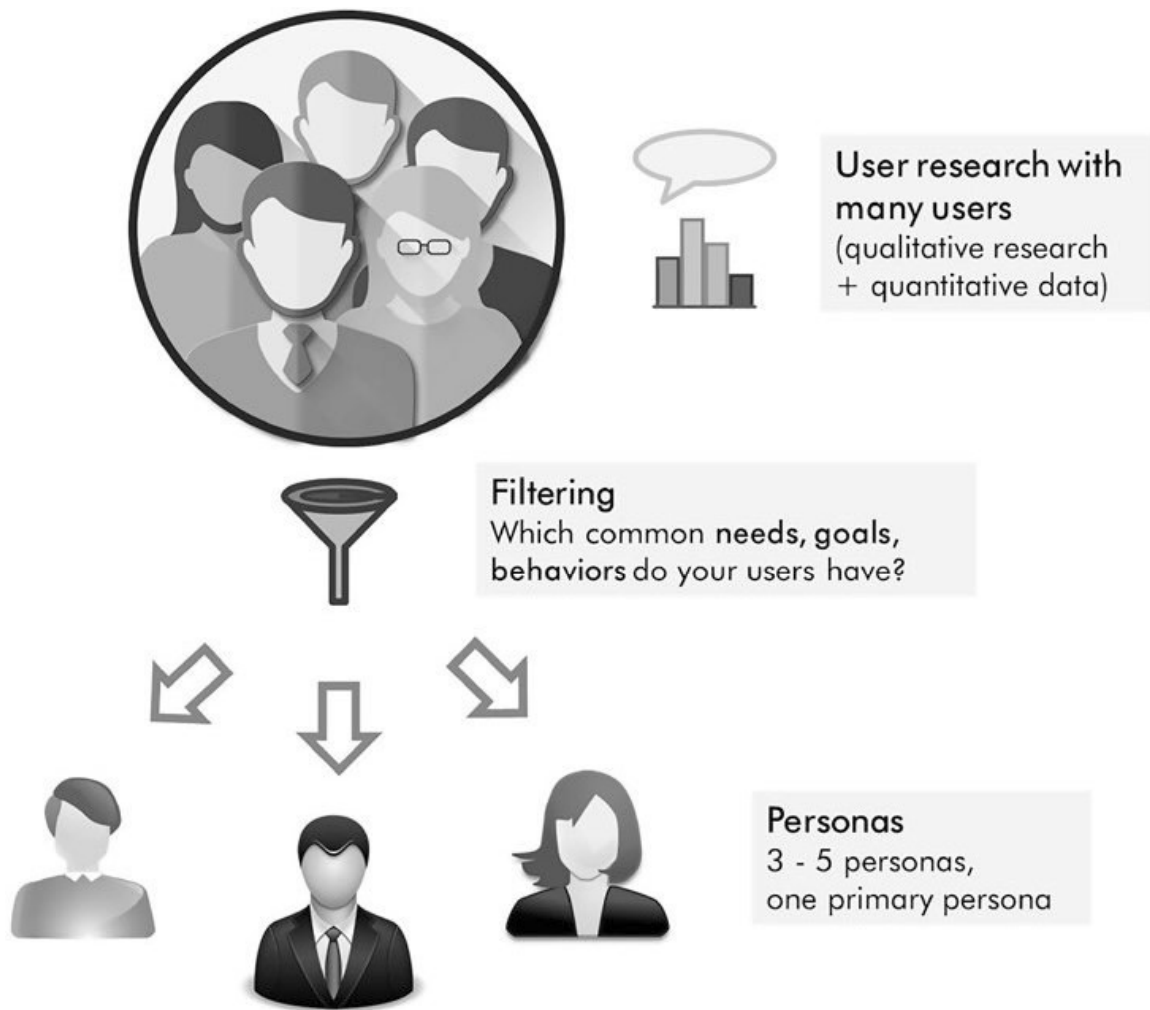 User research with
many users
(qualitative research
+ quantitative data)
Filtering
Which common needs, goals,
behaviors do your users have?
Personas
3 - 5 personas,
one primary persona